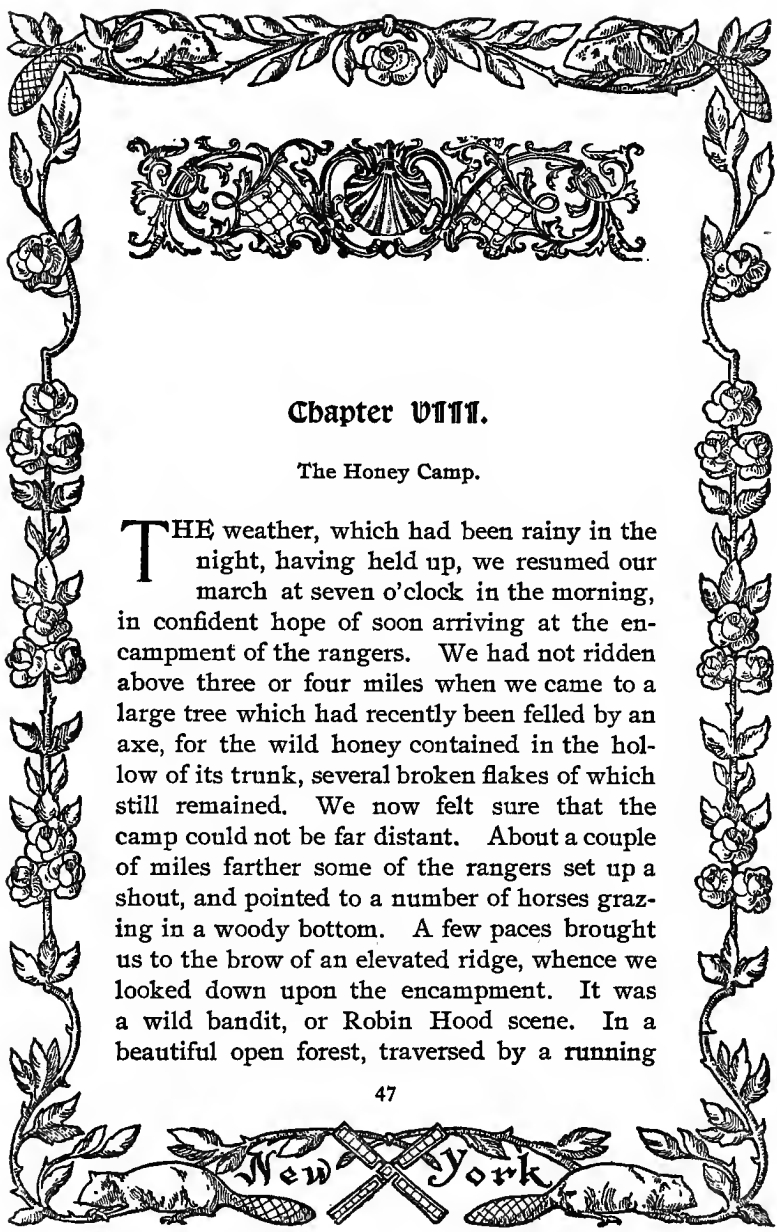 Chapter VIIII.
The Honey Camp.
THE weather, which had been rainy in the
night, having held up, we resumed our
march at seven o'clock in the morning,
in confident hope of soon arriving at the en-
campment of the rangers. We had not ridden
above three or four miles when we came to a
large tree which had recently been felled by an
axe, for the wild honey contained in the hol-
low of its trunk, several broken flakes of which
still remained. We now felt sure that the
camp could not be far distant. About a couple
of miles farther some of the rangers set up a
shout, and pointed to a number of horses graz-
ing in a woody bottom. A few paces brought
us to the brow of an elevated ridge, whence we
looked down upon the encampment. It was
a wild bandit, or Robin Hood scene. In a
beautiful open forest, traversed by a running
47
New York